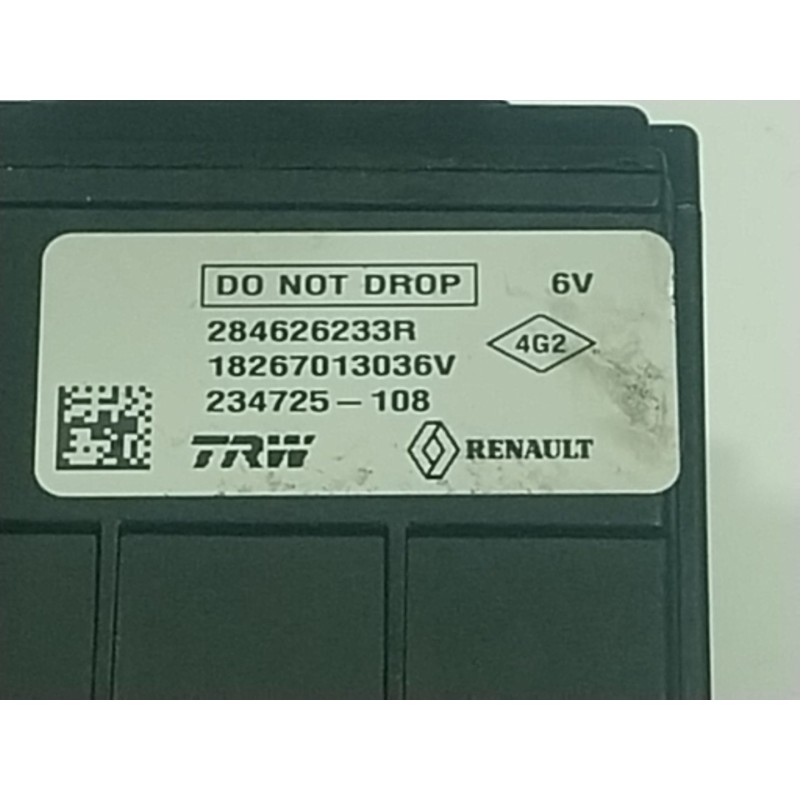 DO NOT DROP 6V
284626233R
4G2
18267013036V
234725-108
TRW RENAULT